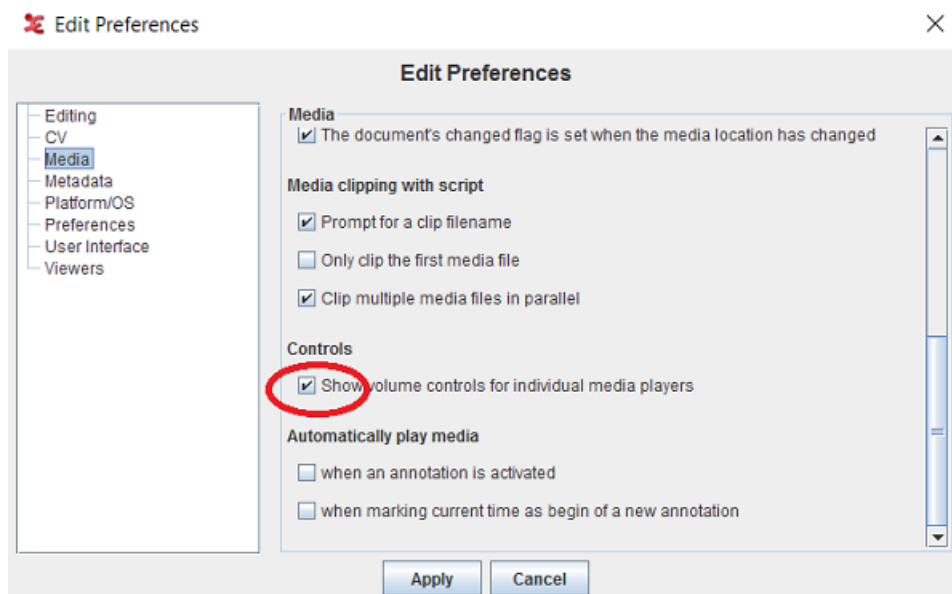 Edit Preferences
Edit Preferences
Editing
CV
Media
Metadata
Platform/OS
Preferences
User Interface
Viewers
Media
The document's changed flag is set when the media location has changed
Media clipping with script
Prompt for a clip filename
Only clip the first media file
Clip multiple media files in parallel
Controls
Show volume controls for individual media players
Automatically play media
when an annotation is activated
when marking current time as begin of a new annotation
Apply
Cancel